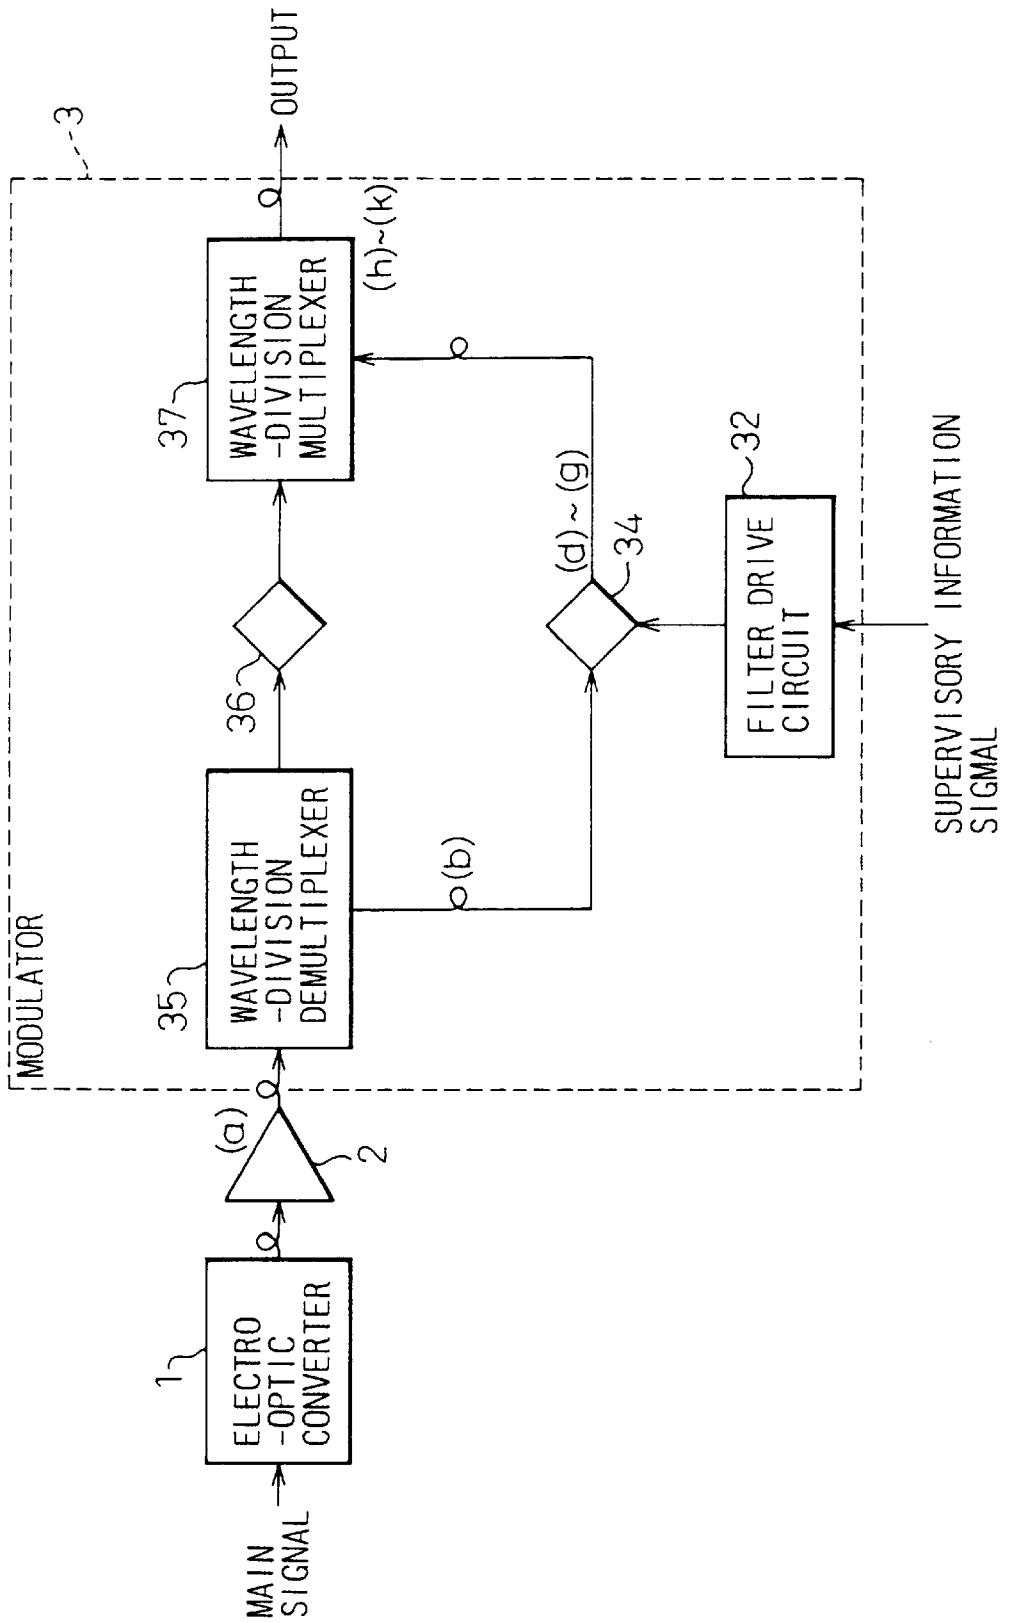 3
MODULATOR
OUTPUT
37
WAVELENGTH
-DIVISION
MULTIPLEXER
(h)~(k)
36
35
WAVELENGTH
-DIVISION
DEMULTIPLEXER
(a)
2
1
ELECTRO
-OPTIC
CONVERTER
MAIN
SIGNAL
(b)
(d)~(g)
34
32
FILTER DRIVE
CIRCUIT
SUPERVISORY INFORMATION
SIGMAL